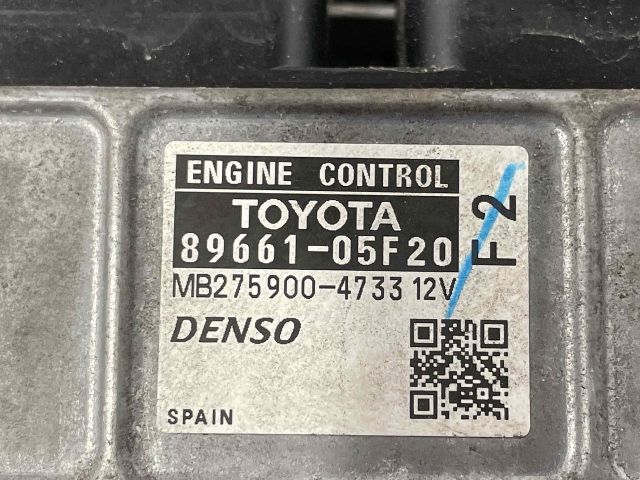 ENGINE CONTROL
TOYOTA
89661-05F20
F2
MB275900-4733 12V
DENSO
SPAIN